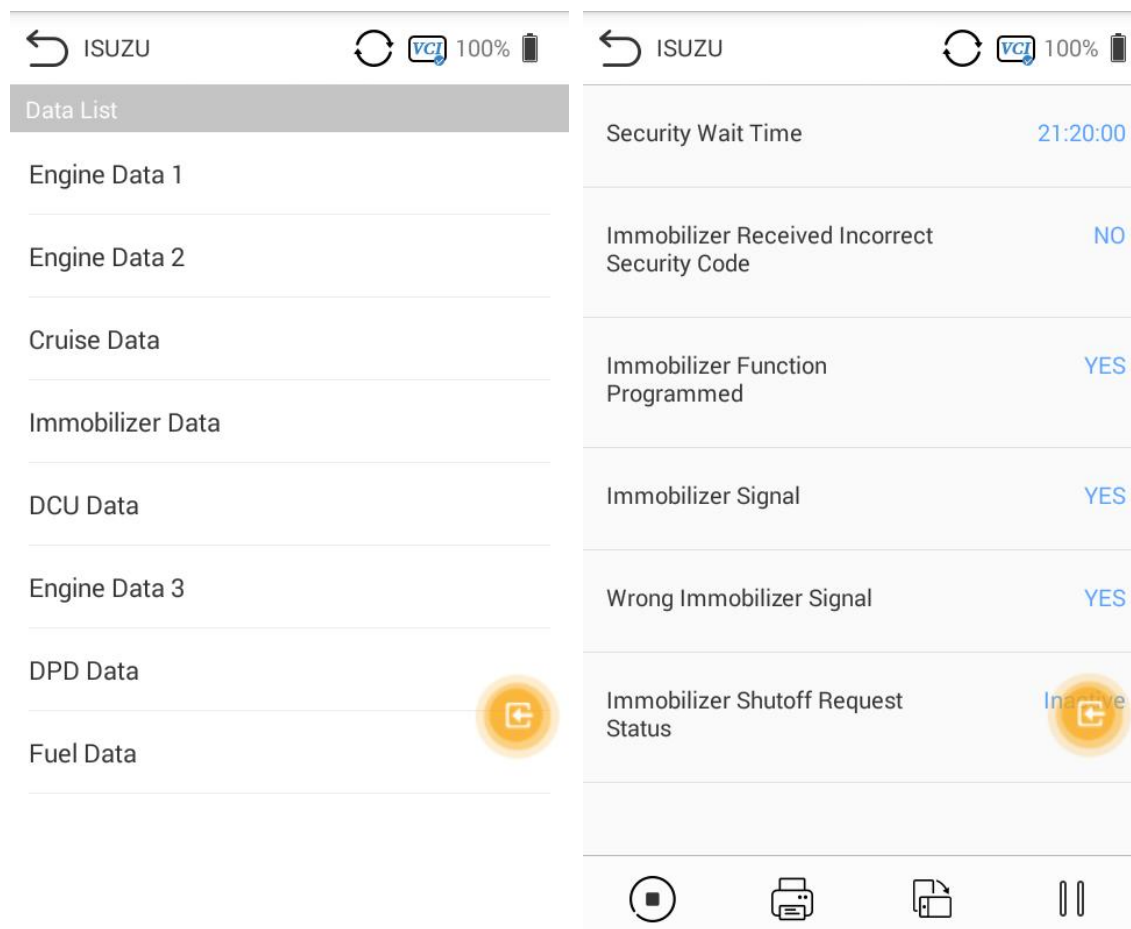 ISUZU
VCI 100%
Data List
Engine Data 1
Engine Data 2
Cruise Data
Immobilizer Data
DCU Data
Engine Data 3
DPD Data
Fuel Data
ISUZU
VCI 100%
Security Wait Time 21:20:00
Immobilizer Received Incorrect NO
Security Code
Immobilizer Function YES
Programmed
Immobilizer Signal YES
Wrong Immobilizer Signal YES
Immobilizer Shutoff Request Inactive
Status